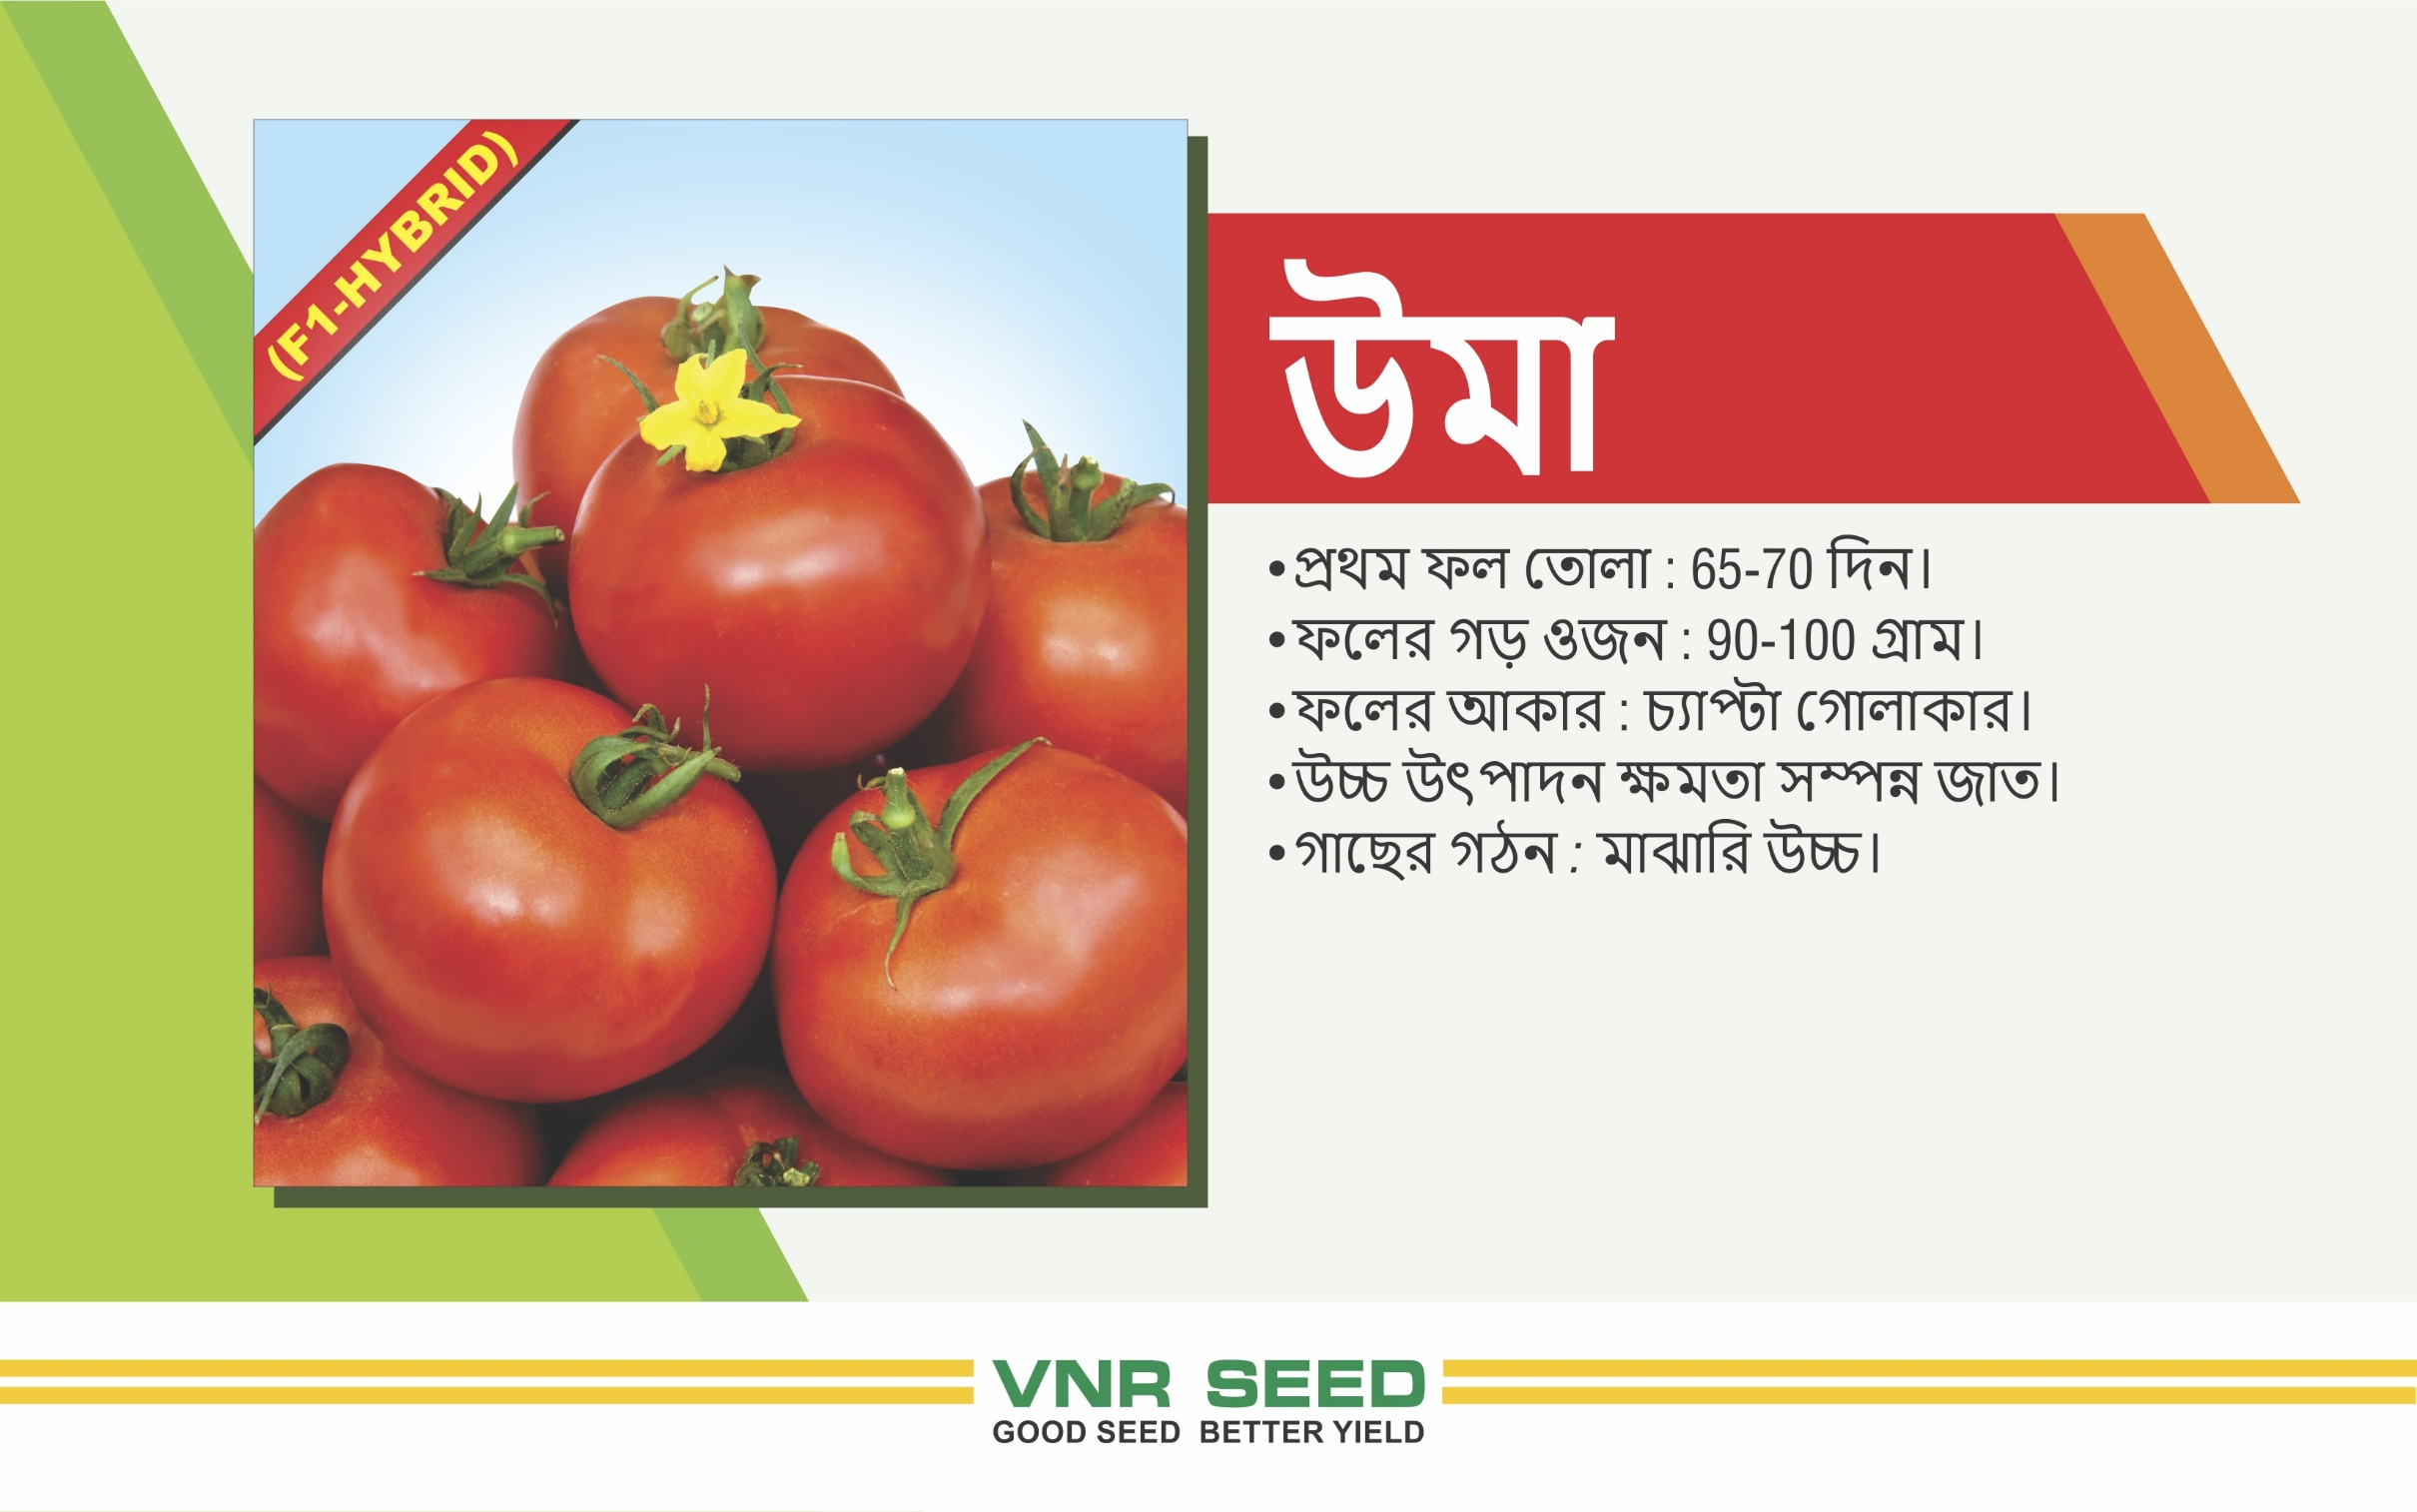 (F1-HYBRID)
উমা
• প্রথম ফল তোলা : 65-70 দিন।
• ফলের গড় ওজন : 90-100 গ্রাম।
• ফলের আকার : চ্যাপ্টা গোলাকার।
• উচ্চ উৎপাদন ক্ষমতা সম্পন্ন জাত।
• গাছের গঠন : মাঝারি উচ্চ।
VNR SEED
GOOD SEED BETTER YIELD